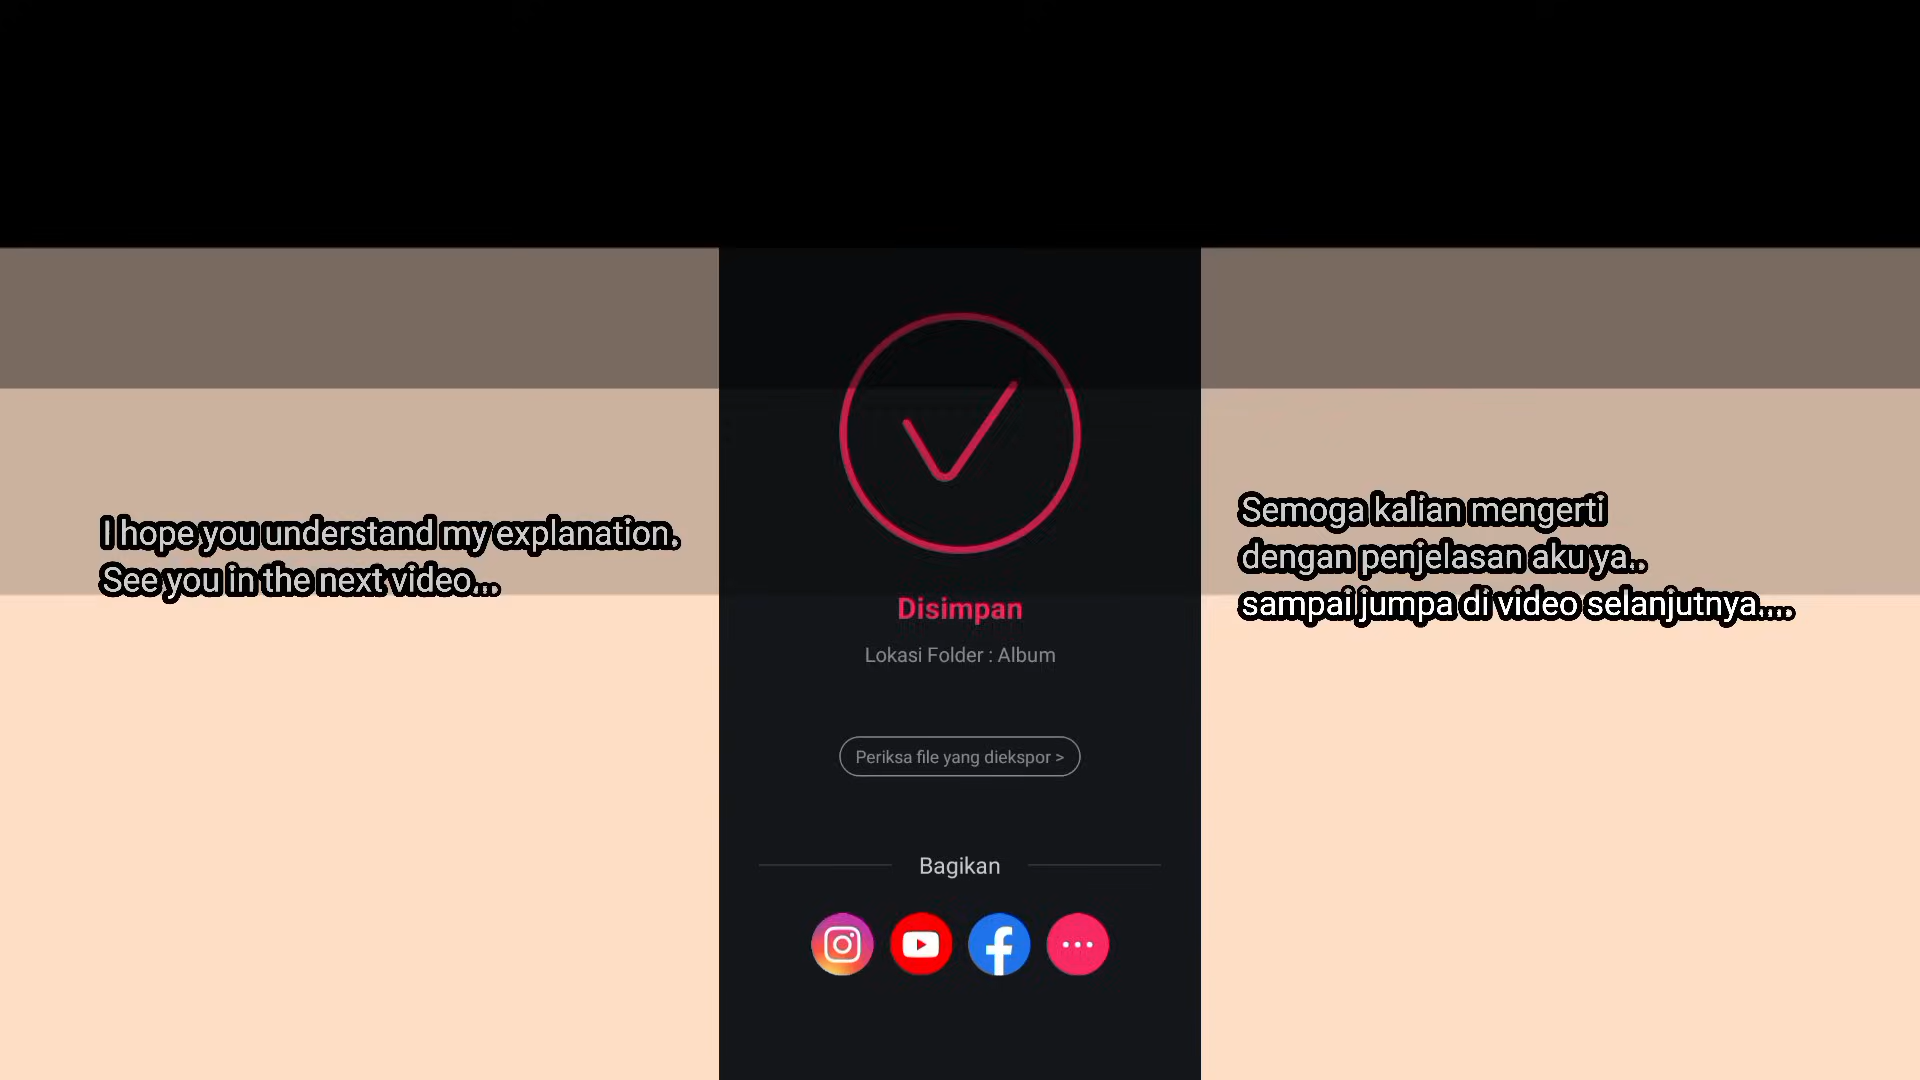 I hope you understand my explanation.
See you in the next video...
Semoga kalian mengerti
dengan penjelasan aku ya..
sampai jumpa di video selanjutnya....
Disimpan
Lokasi Folder : Album
Periksa file yang diekspor >
Bagikan